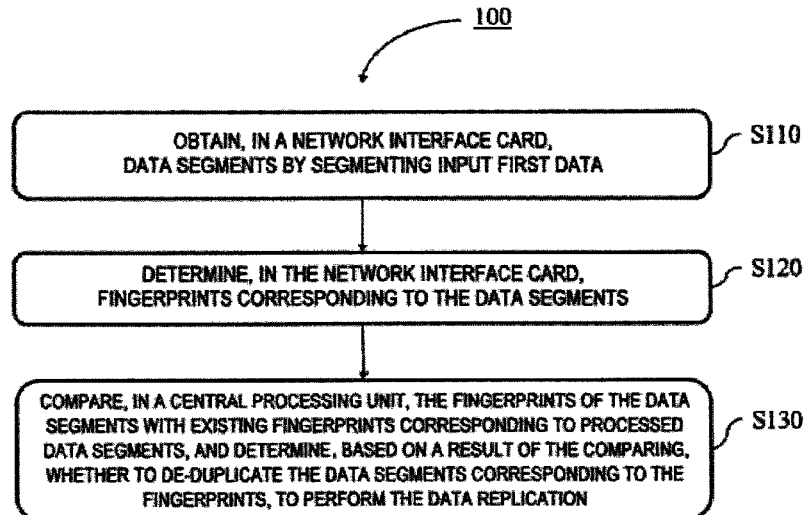 100
OBTAIN, IN A NETWORK INTERFACE CARD,
DATA SEGMENTS BY SEGMENTING INPUT FIRST DATA
S110
DETERMINE, IN THE NETWORK INTERFACE CARD,
FINGERPRINTS CORRESPONDING TO THE DATA SEGMENTS
S120
COMPARE, IN A CENTRAL PROCESSING UNIT, THE FINGERPRINTS OF THE DATA
SEGMENTS WITH EXISTING FINGERPRINTS CORRESPONDING TO PROCESSED
DATA SEGMENTS, AND DETERMINE, BASED ON A RESULT OF THE COMPARING,
WHETHER TO DE-DUPLICATE THE DATA SEGMENTS CORRESPONDING TO THE
FINGERPRINTS, TO PERFORM THE DATA REPLICATION
S130